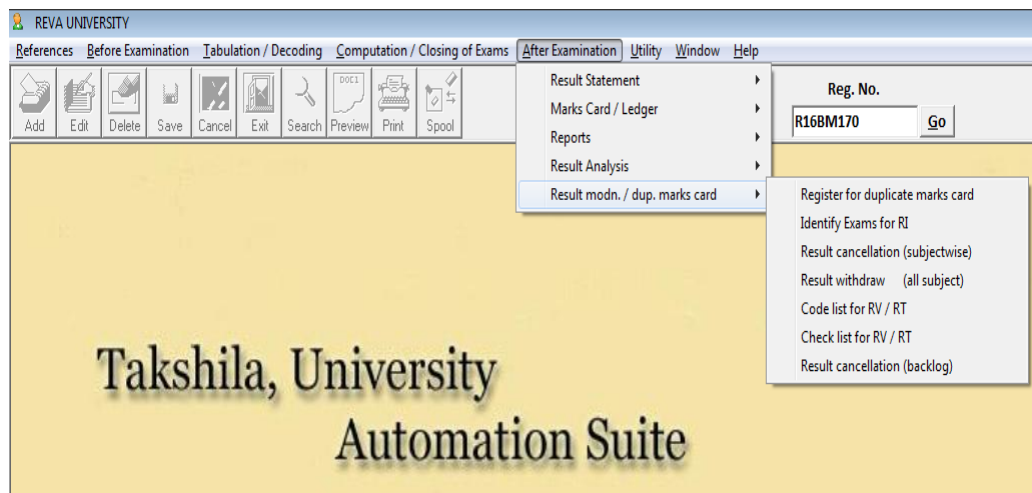 REVA UNIVERSITY
References Before Examination Tabulation / Decoding Computation / Closing of Exams After Examination Utility Window Help
Add Edit Delete Save Cancel Exit Search Preview Print Spool
DOC1
Result Statement
Marks Card / Ledger
Reports
Result Analysis
Result modn. / dup. marks card
Reg. No.
R16BM170 Go
Register for duplicate marks card
Identify Exams for RI
Result cancellation (subjectwise)
Result withdraw (all subject)
Code list for RV / RT
Check list for RV / RT
Result cancellation (backlog)
Takshila, University
Automation Suite